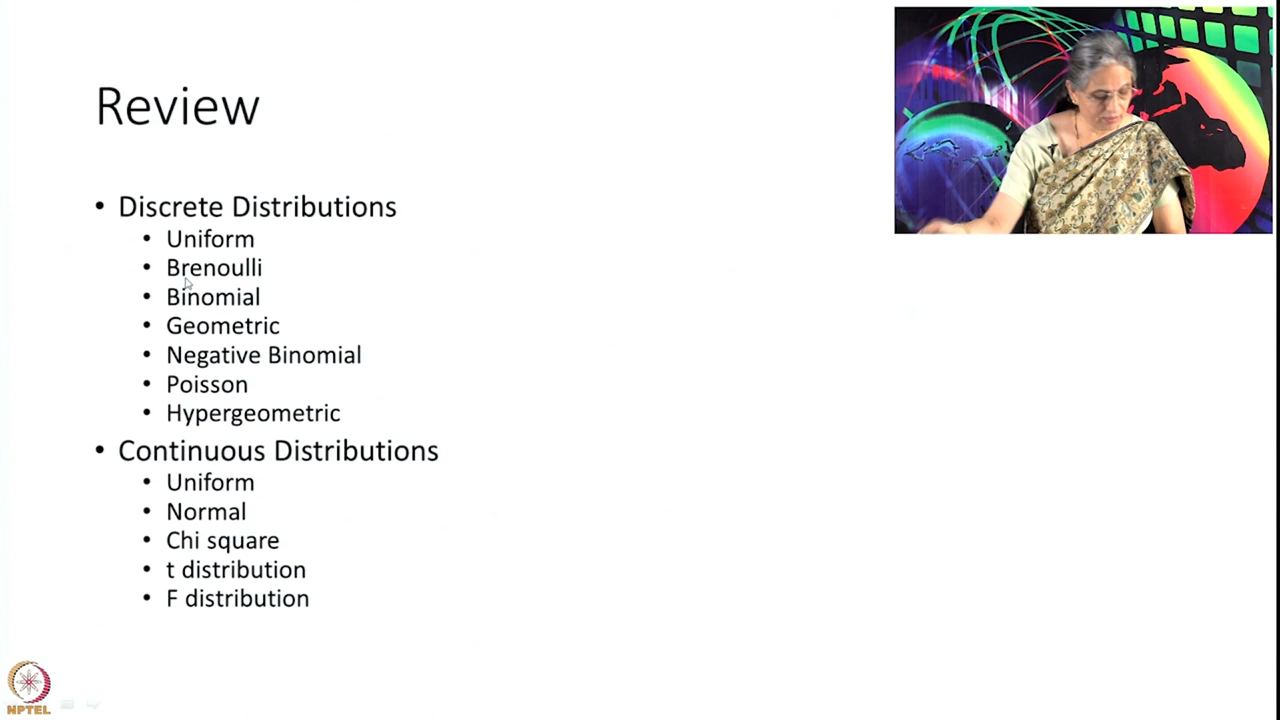 Review
• Discrete Distributions
• Uniform
• Brenoulli
• Binomial
• Geometric
• Negative Binomial
• Poisson
• Hypergeometric
• Continuous Distributions
• Uniform
• Normal
• Chi square
• t distribution
• F distribution
NPTEL